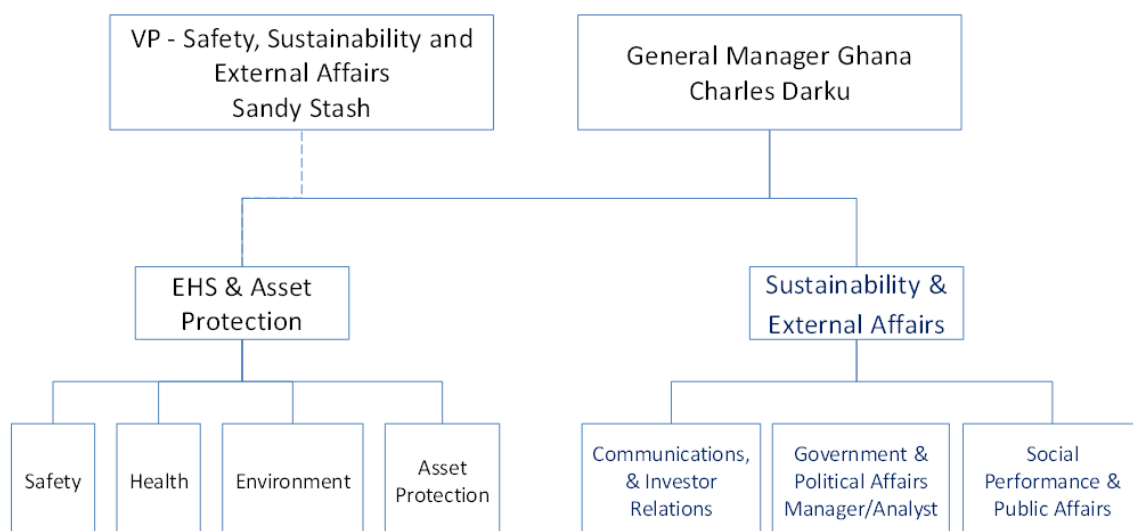 VP - Safety, Sustainability and
External Affairs
Sandy Stash
General Manager Ghana
Charles Darku
EHS & Asset
Protection
Sustainability &
External Affairs
Safety
Health
Environment
Asset
Protection
Communications,
& Investor
Relations
Government &
Political Affairs
Manager/Analyst
Social
Performance &
Public Affairs